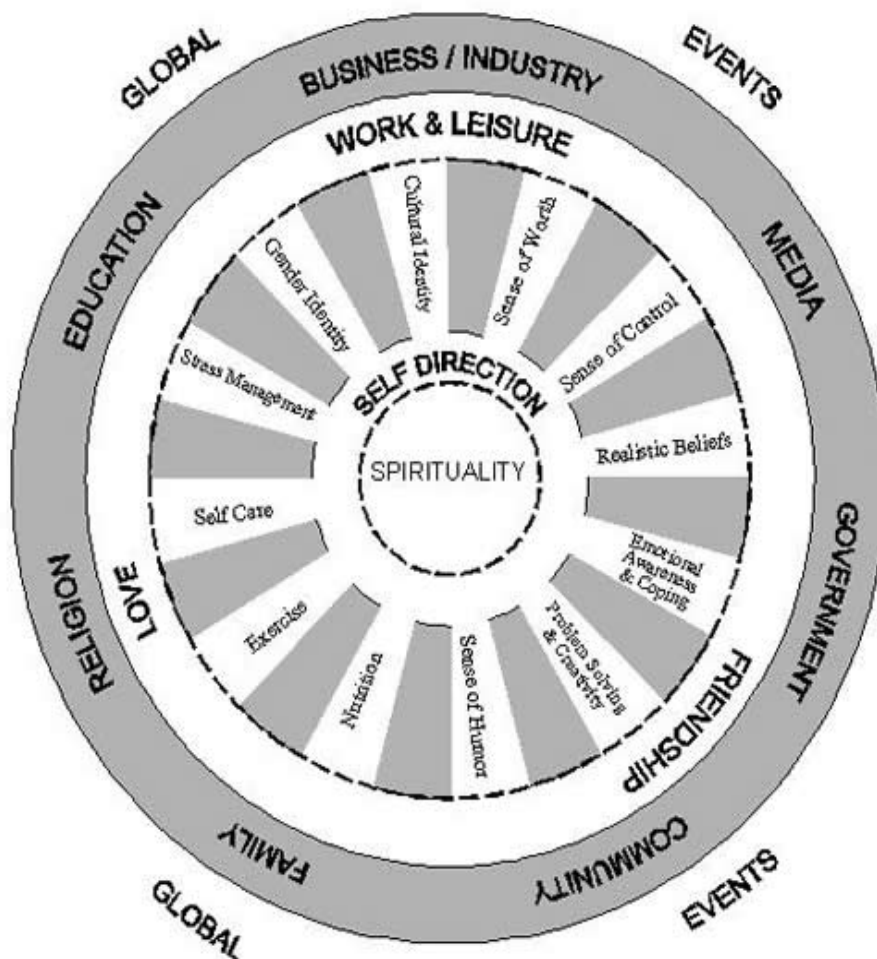 GLOBAL
EVENTS
BUSINESS / INDUSTRY
MEDIA
GOVERNMENT
COMMUNITY
FAMILY
RELIGION
EDUCATION
WORK & LEISURE
FRIENDSHIP
LOVE
Cultural Identity
Sense of Worth
Sense of Control
Realistic Beliefs
Emotional
Awareness
& Coping
Problem Solving
& Creativity
Sense of Humor
Nutrition
Exercise
Self Care
Stress Management
Gender Identity
SELF DIRECTION
SPIRITUALITY
GLOBAL
EVENTS